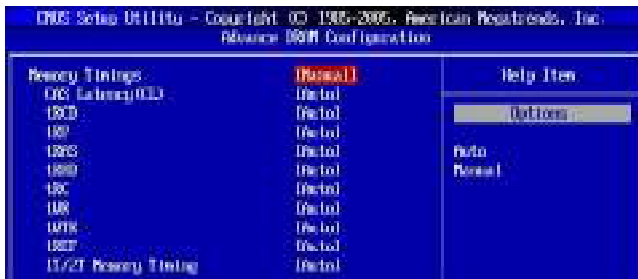 CMOS Setup Utility - Copyright (C) 1985-2005, American Megatrends, Inc.
Advance DRAM Configuration
Memory Timings [Manual] Help Item
CAS Latency(CL) [Auto]
tRCD [Auto] Options
tRP [Auto]
tRAS [Auto] Auto
tRRD [Auto] Manual
tRC [Auto]
tWR [Auto]
tWTR [Auto]
tREF [Auto]
1T/2T Memory Timing [Auto]